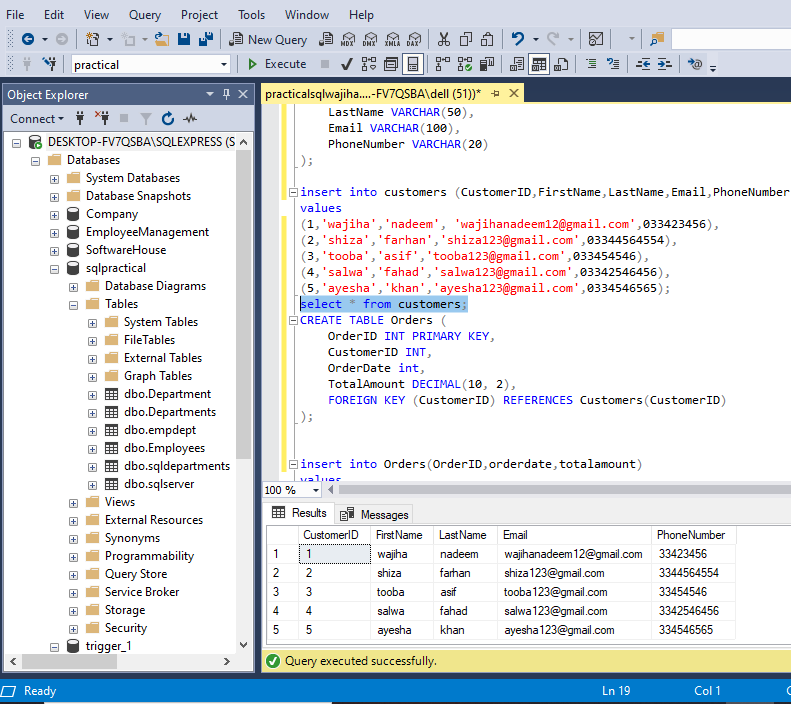 File Edit View Query Project Tools Window Help
New Query MDX DMX XMLA DAX
practical Execute
Object Explorer
Connect
DESKTOP-FV7QSBA\SQLEXPRESS (S
Databases
System Databases
Database Snapshots
Company
EmployeeManagement
SoftwareHouse
sqlpractical
Database Diagrams
Tables
System Tables
FileTables
External Tables
Graph Tables
dbo.Department
dbo.Departments
dbo.empdept
dbo.Employees
dbo.sqldepartments
dbo.sqlserver
Views
External Resources
Synonyms
Programmability
Query Store
Service Broker
Storage
Security
trigger_1
practicalsqlwajiha....-FV7QSBA\dell (51))*
LastName VARCHAR(50),
Email VARCHAR(100),
PhoneNumber VARCHAR(20)
);
insert into customers (CustomerID,FirstName,LastName,Email,PhoneNumber
values
(1,'wajiha','nadeem', 'wajihanadeem12@gmail.com',033423456),
(2,'shiza','farhan','shiza123@gmail.com',03344564554),
(3,'tooba','asif','tooba123@gmail.com',033454546),
(4,'salwa','fahad','salwa123@gmail.com',03342546456),
(5,'ayesha','khan','ayesha123@gmail.com',0334546565);
select * from customers;
CREATE TABLE Orders (
OrderID INT PRIMARY KEY,
CustomerID INT,
OrderDate int,
TotalAmount DECIMAL(10, 2),
FOREIGN KEY (CustomerID) REFERENCES Customers(CustomerID)
);
insert into Orders(OrderID,orderdate,totalamount)
values
100 %
Results Messages
CustomerID FirstName LastName Email PhoneNumber
1 1 wajiha nadeem wajihanadeem12@gmail.com 33423456
2 2 shiza farhan shiza123@gmail.com 3344564554
3 3 tooba asif tooba123@gmail.com 33454546
4 4 salwa fahad salwa123@gmail.com 3342546456
5 5 ayesha khan ayesha123@gmail.com 334546565
Query executed successfully.
Ready Ln 19 Col 1